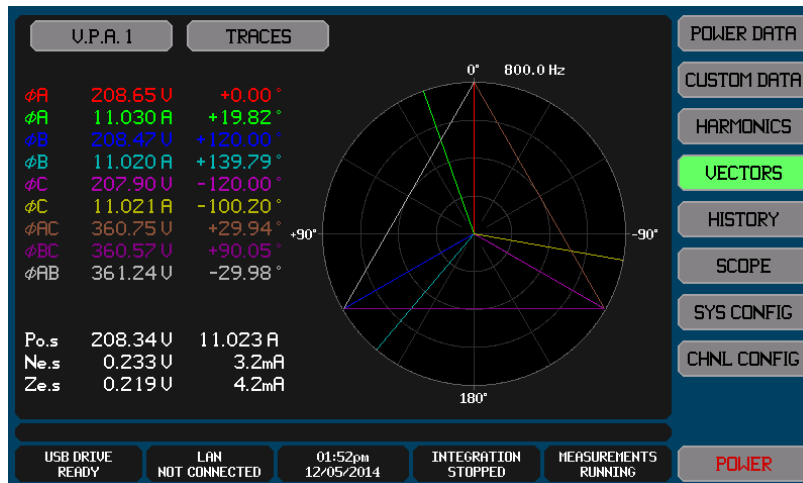 V.P.A. 1 TRACES
POWER DATA
CUSTOM DATA
HARMONICS
VECTORS
HISTORY
SCOPE
SYS CONFIG
CHNL CONFIG
POWER
0° 800.0 Hz
+90°
-90°
180°
φA 208.65 V +0.00°
φA 11.030 A +19.82°
φB 208.47 V +120.00°
φB 11.020 A +139.79°
φC 207.90 V -120.00°
φC 11.021 A -100.20°
φAC 360.75 V +29.94°
φBC 360.57 V +90.05°
φAB 361.24 V -29.98°
Po.s 208.34 V 11.023 A
Ne.s 0.233 V 3.2mA
Ze.s 0.219 V 4.2mA
USB DRIVE
READY
LAN
NOT CONNECTED
01:52pm
12/05/2014
INTEGRATION
STOPPED
MEASUREMENTS
RUNNING